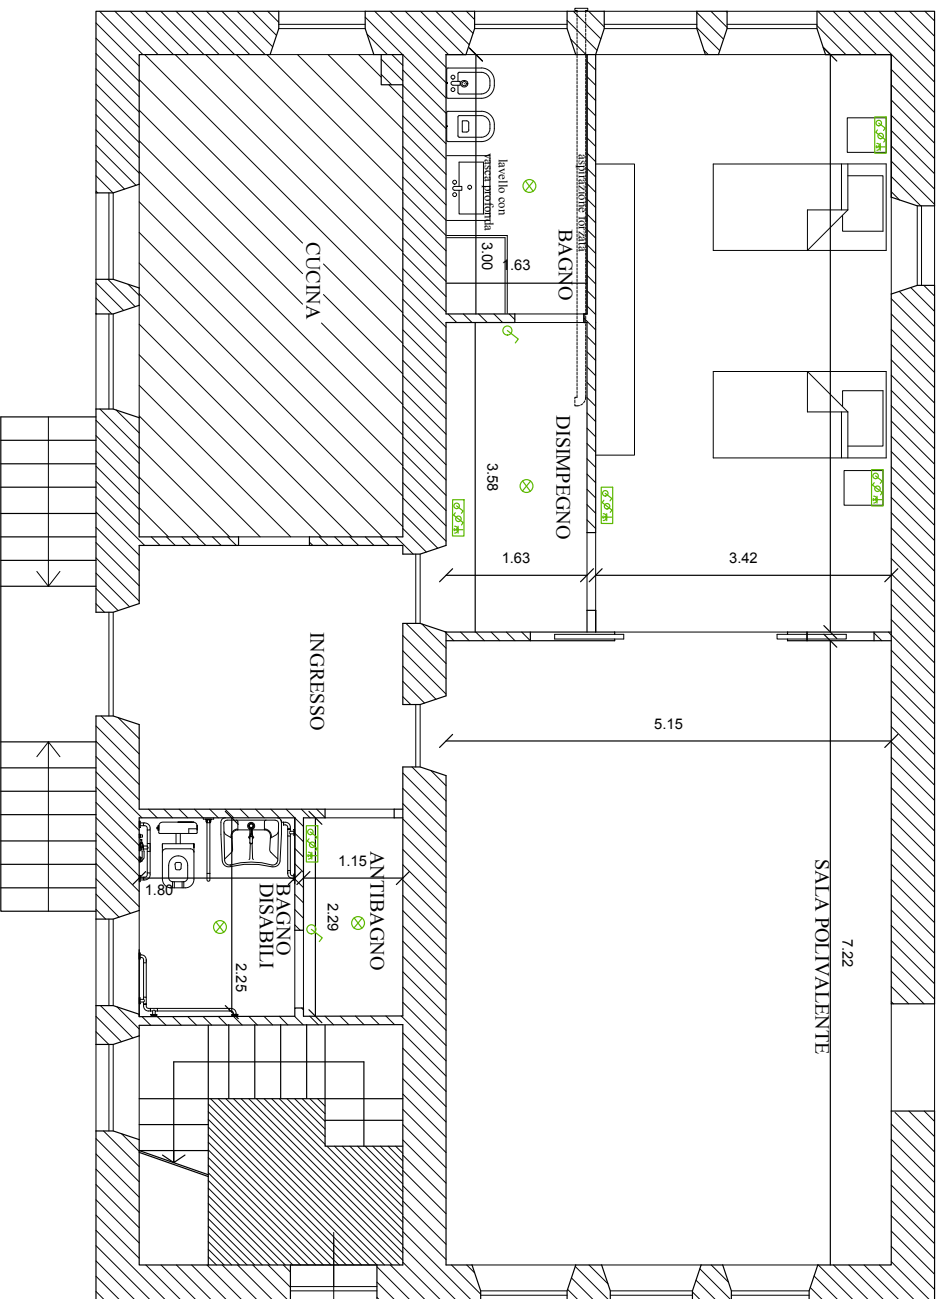 aspirazione forzata
lavello con
vasca profonda
BAGNO
3.00
1.63
CUCINA
DISIMPEGNO
3.58
1.63
3.42
INGRESSO
5.15
SALA POLIVALENTE
7.22
ANTIBAGNO
1.15
2.29
BAGNO
DISABILI
1.80
2.25